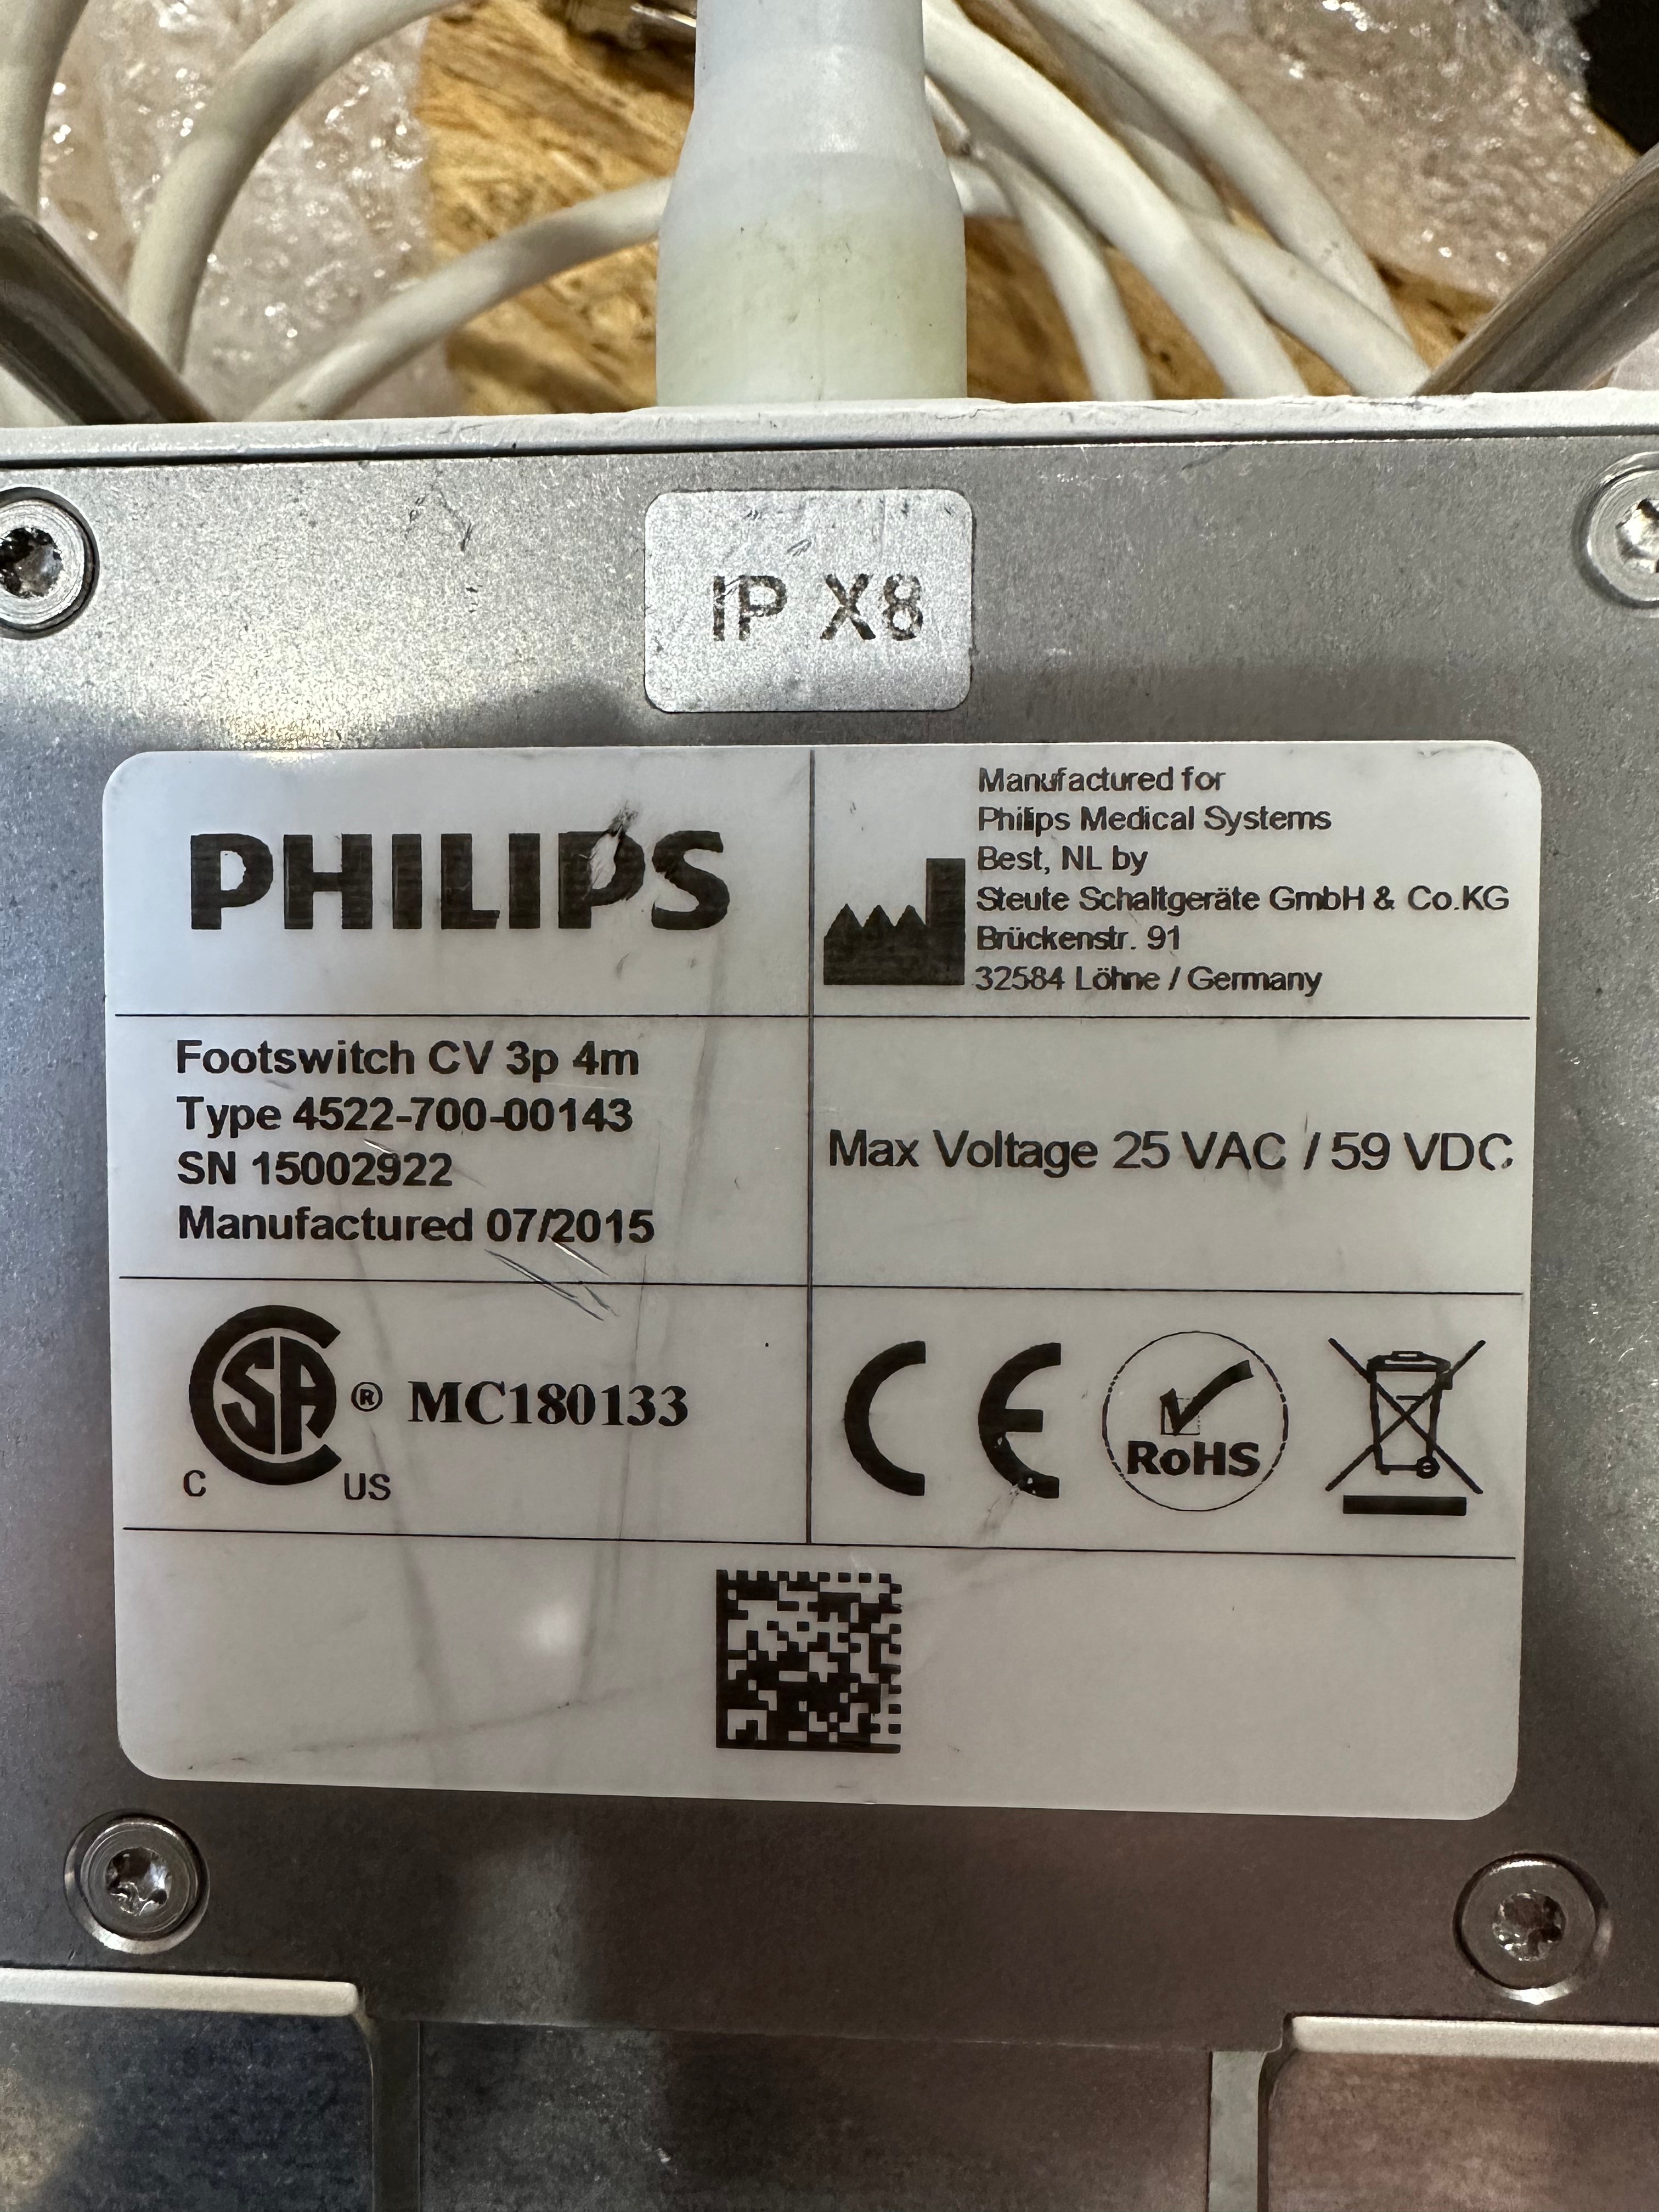 IP X8
PHILIPS
Manufactured for
Philips Medical Systems
Best, NL by
Steute Schaltgeräte GmbH & Co.KG
Brückenstr. 91
32584 Löhne / Germany
Footswitch CV 3p 4m
Type 4522-700-00143
SN 15002922
Manufactured 07/2015
Max Voltage 25 VAC / 59 VDC
CSA ® MC180133
C US
CE
RoHS